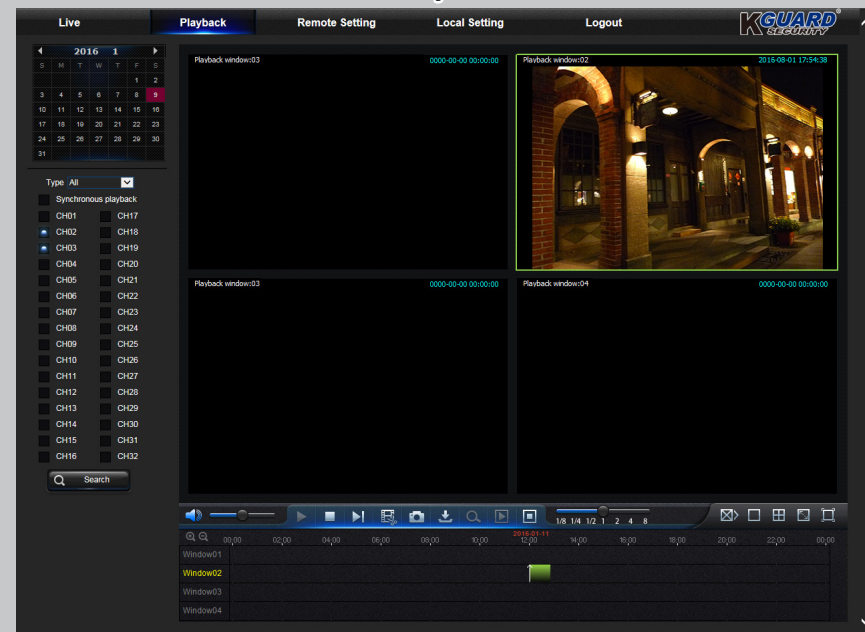 Live Playback Remote Setting Local Setting Logout KGUARD SECURITY
2016 1
S M T W T F S
1 2
3 4 5 6 7 8 9
10 11 12 13 14 15 16
17 18 19 20 21 22 23
24 25 26 27 28 29 30
31
Type All
Synchronous playback
CH01 CH17
CH02 CH18
CH03 CH19
CH04 CH20
CH05 CH21
CH06 CH22
CH07 CH23
CH08 CH24
CH09 CH25
CH10 CH26
CH11 CH27
CH12 CH28
CH13 CH29
CH14 CH30
CH15 CH31
CH16 CH32
Search
Playback window:03 0000-00-00 00:00:00
Playback window:02 2016-08-01 17:54:38
Playback window:03 0000-00-00 00:00:00
Playback window:04 0000-00-00 00:00:00
1/8 1/4 1/2 1 2 4 8
2016-01-11
00:00 02:00 04:00 06:00 08:00 10:00 12:00 14:00 16:00 18:00 20:00 22:00 00:00
Window01
Window02
Window03
Window04